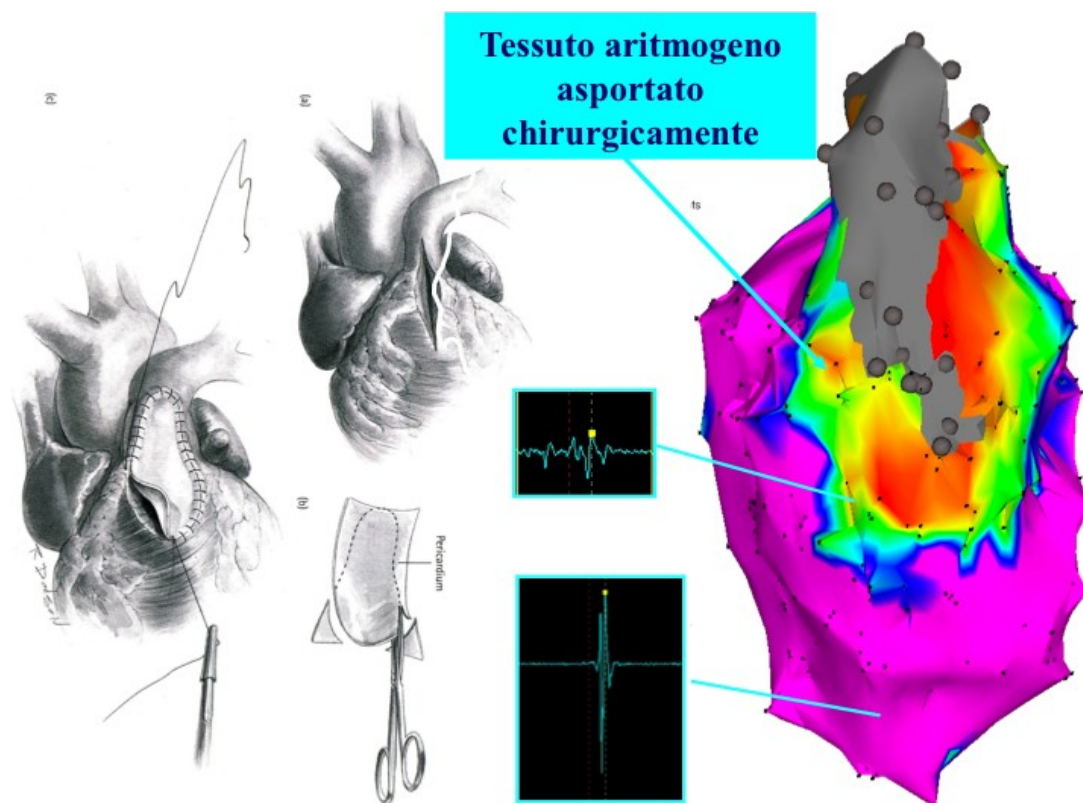 Tessuto aritmogeno
asportato
chirurgicamente
(c)
(a)
ts
(b)
Pericardium